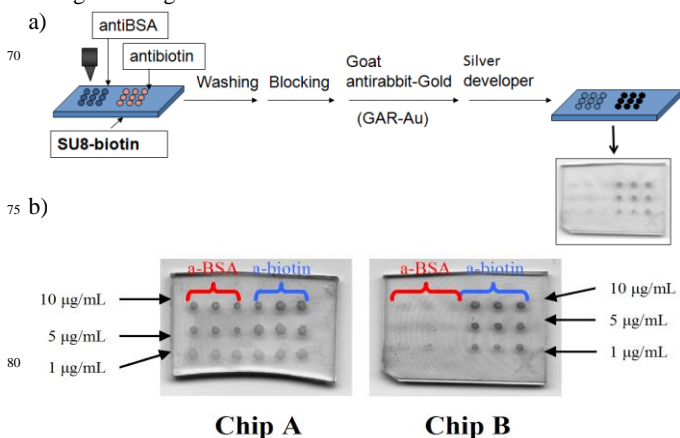 a)
antiBSA
70
antibiotin
Washing
Blocking
Goat
antirabbit-Gold
(GAR-Au)
Silver
developer
SU8-biotin
75
b)
a-BSA
a-biotin
a-BSA
a-biotin
10 µg/mL
10 µg/mL
5 µg/mL
5 µg/mL
1 µg/mL
1 µg/mL
80
Chip A
Chip B